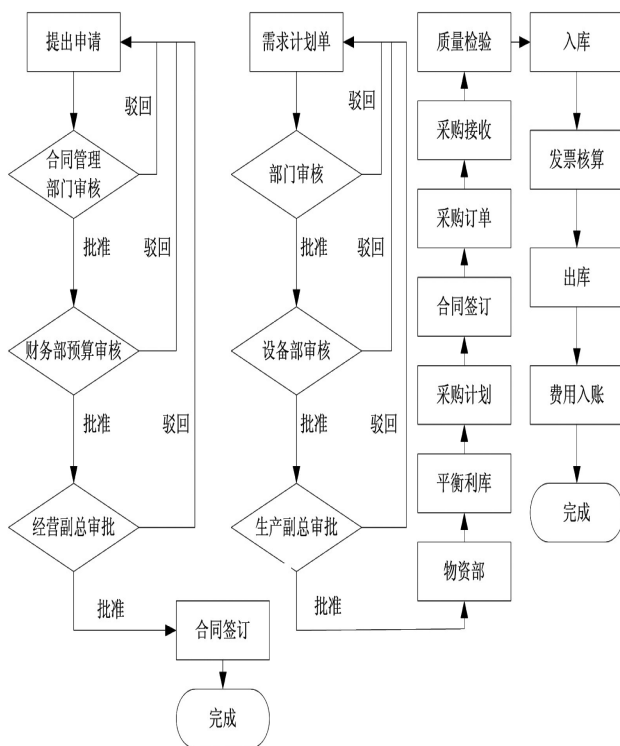 提出申请
驳回
合同管理
部门审核
批准
驳回
财务部预算审核
批准
驳回
经营副总审批
批准
合同签订
完成
需求计划单
驳回
部门审核
批准
驳回
设备部审核
批准
驳回
生产副总审批
批准
物资部
平衡利库
采购计划
合同签订
采购订单
采购接收
质量检验
入库
发票核算
出库
费用入账
完成